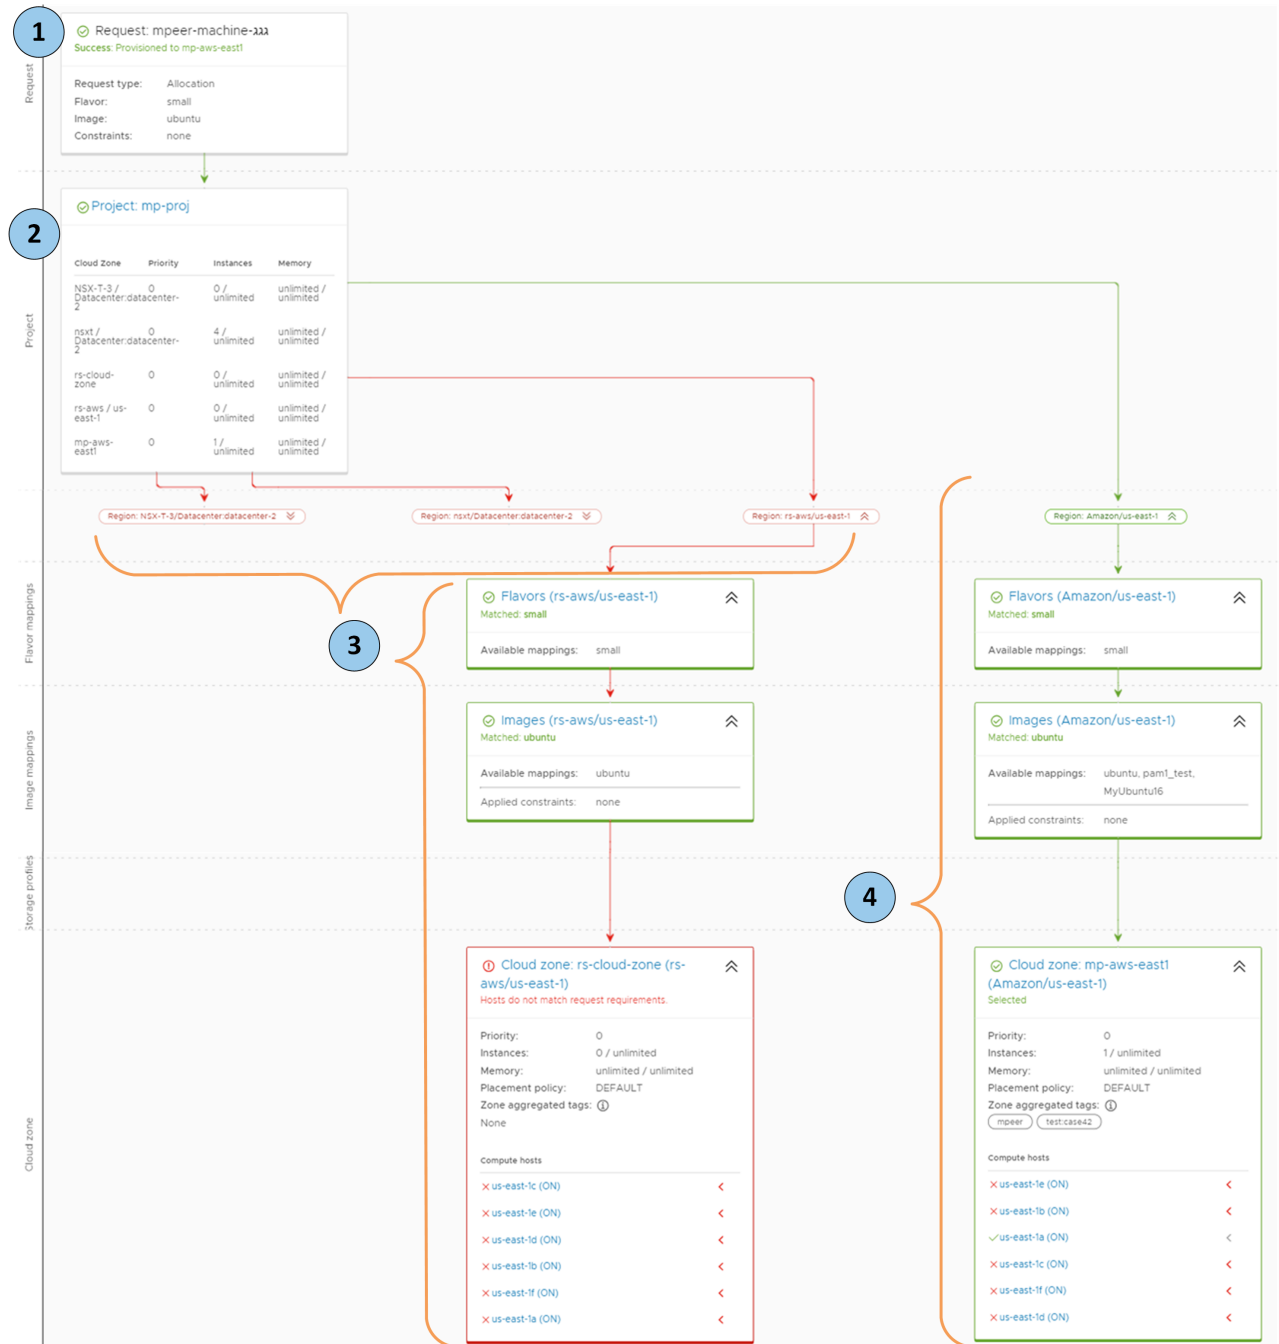 1
Request: mpeer-machine-גגג
Success: Provisioned to mp-aws-east1
Request type: Allocation
Flavor: small
Image: ubuntu
Constraints: none
Request
2
Project: mp-proj
Cloud Zone Priority Instances Memory
NSX-T-3 / Datacenter:datacenter-2 0 0 / unlimited unlimited / unlimited
nsxt / Datacenter:datacenter-2 0 4 / unlimited unlimited / unlimited
rs-cloud-zone 0 0 / unlimited unlimited / unlimited
rs-aws / us-east-1 0 0 / unlimited unlimited / unlimited
mp-aws-east1 0 1 / unlimited unlimited / unlimited
Project
Region: NSX-T-3/Datacenter:datacenter-2
Region: nsxt/Datacenter:datacenter-2
Region: rs-aws/us-east-1
Region: Amazon/us-east-1
3
Flavor mappings
Flavors (rs-aws/us-east-1)
Matched: small
Available mappings: small
Flavors (Amazon/us-east-1)
Matched: small
Available mappings: small
Image mappings
Images (rs-aws/us-east-1)
Matched: ubuntu
Available mappings: ubuntu
Applied constraints: none
Images (Amazon/us-east-1)
Matched: ubuntu
Available mappings: ubuntu, pam1_test,
MyUbuntu16
Applied constraints: none
Storage profiles
4
Cloud zone
Cloud zone: rs-cloud-zone (rs-
aws/us-east-1)
Hosts do not match request requirements.
Priority: 0
Instances: 0 / unlimited
Memory: unlimited / unlimited
Placement policy: DEFAULT
Zone aggregated tags:
None
Compute hosts
us-east-1c (ON)
us-east-1e (ON)
us-east-1d (ON)
us-east-1b (ON)
us-east-1f (ON)
us-east-1a (ON)
Cloud zone: mp-aws-east1
(Amazon/us-east-1)
Selected
Priority: 0
Instances: 1 / unlimited
Memory: unlimited / unlimited
Placement policy: DEFAULT
Zone aggregated tags:
mpeer test:case42
Compute hosts
us-east-1e (ON)
us-east-1b (ON)
us-east-1a (ON)
us-east-1c (ON)
us-east-1f (ON)
us-east-1d (ON)